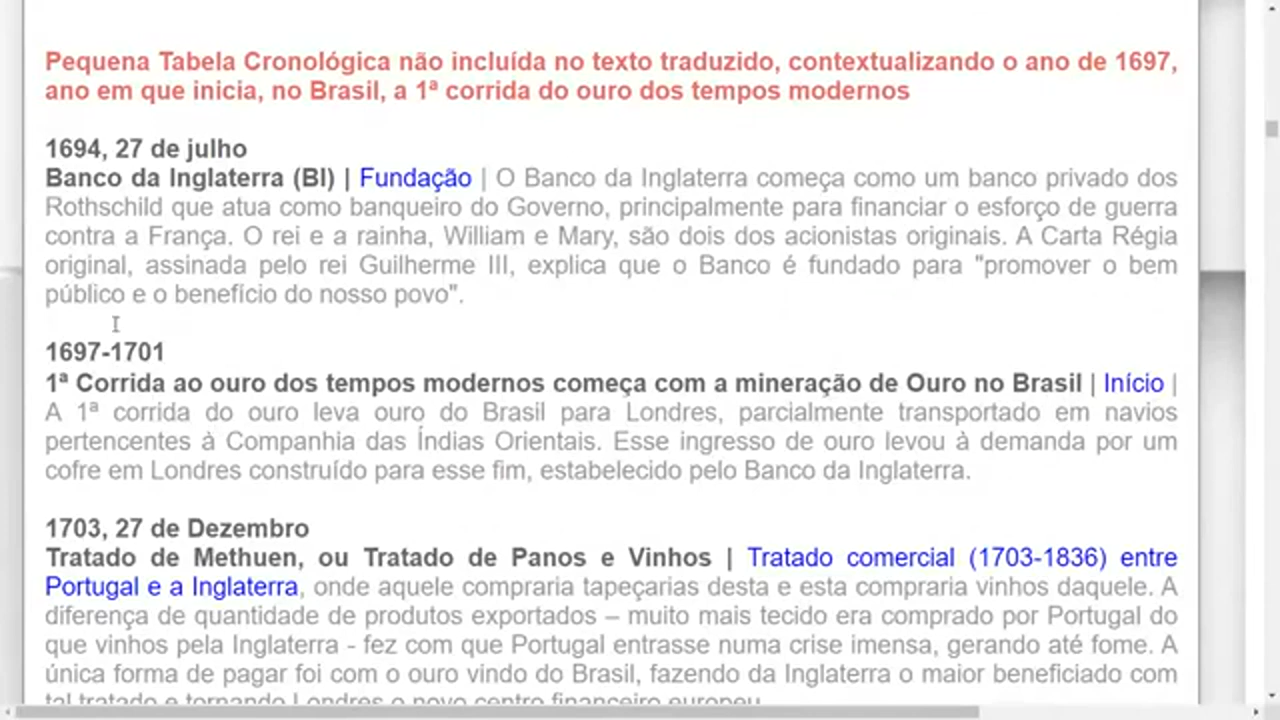 Pequena Tabela Cronológica não incluída no texto traduzido, contextualizando o ano de 1697,
ano em que inicia, no Brasil, a 1ª corrida do ouro dos tempos modernos
1694, 27 de julho
Banco da Inglaterra (BI) | Fundação | O Banco da Inglaterra começa como um banco privado dos
Rothschild que atua como banqueiro do Governo, principalmente para financiar o esforço de guerra
contra a França. O rei e a rainha, William e Mary, são dois dos acionistas originais. A Carta Régia
original, assinada pelo rei Guilherme III, explica que o Banco é fundado para "promover o bem
público e o benefício do nosso povo".
1697-1701
1ª Corrida ao ouro dos tempos modernos começa com a mineração de Ouro no Brasil | Início |
A 1ª corrida do ouro leva ouro do Brasil para Londres, parcialmente transportado em navios
pertencentes à Companhia das Índias Orientais. Esse ingresso de ouro levou à demanda por um
cofre em Londres construído para esse fim, estabelecido pelo Banco da Inglaterra.
1703, 27 de Dezembro
Tratado de Methuen, ou Tratado de Panos e Vinhos | Tratado comercial (1703-1836) entre
Portugal e a Inglaterra, onde aquele compraria tapeçarias desta e esta compraria vinhos daquele. A
diferença de quantidade de produtos exportados – muito mais tecido era comprado por Portugal do
que vinhos pela Inglaterra - fez com que Portugal entrasse numa crise imensa, gerando até fome. A
única forma de pagar foi com o ouro vindo do Brasil, fazendo da Inglaterra o maior beneficiado com
tal tratado e tornando Londres o novo centro financeiro europeu.